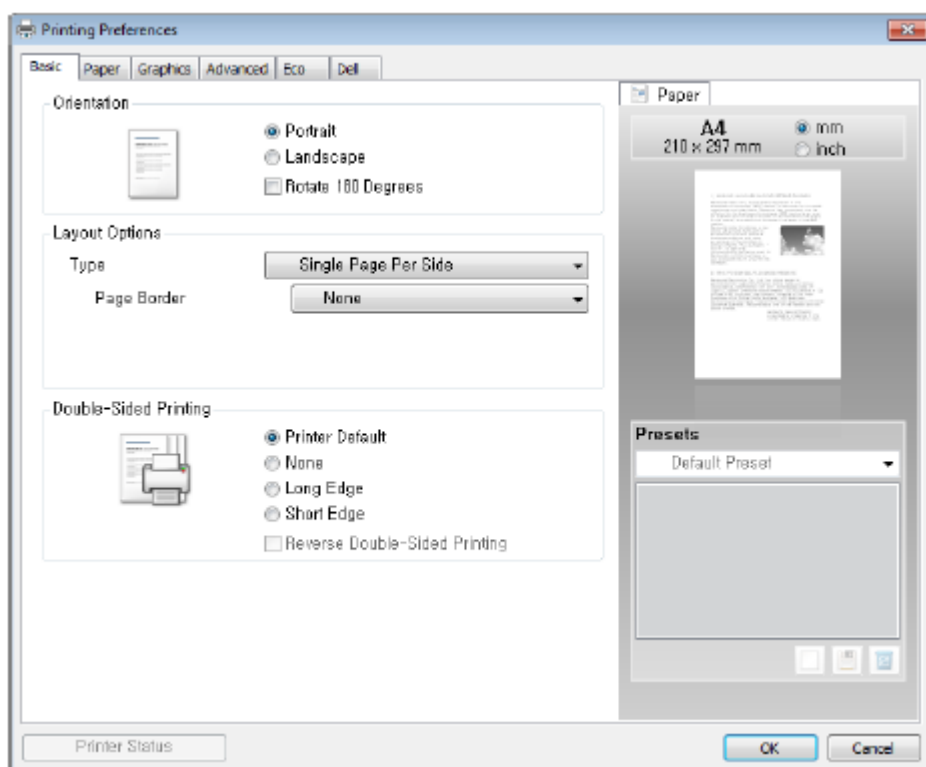 Printing Preferences
Basic Paper Graphics Advanced Eco Dell
Orientation
Portrait
Landscape
Rotate 180 Degrees
Layout Options
Type Single Page Per Side
Page Border None
Double-Sided Printing
Printer Default
None
Long Edge
Short Edge
Reverse Double-Sided Printing
Paper
A4 mm
210 x 297 mm inch
Presets
Default Preset
Printer Status OK Cancel